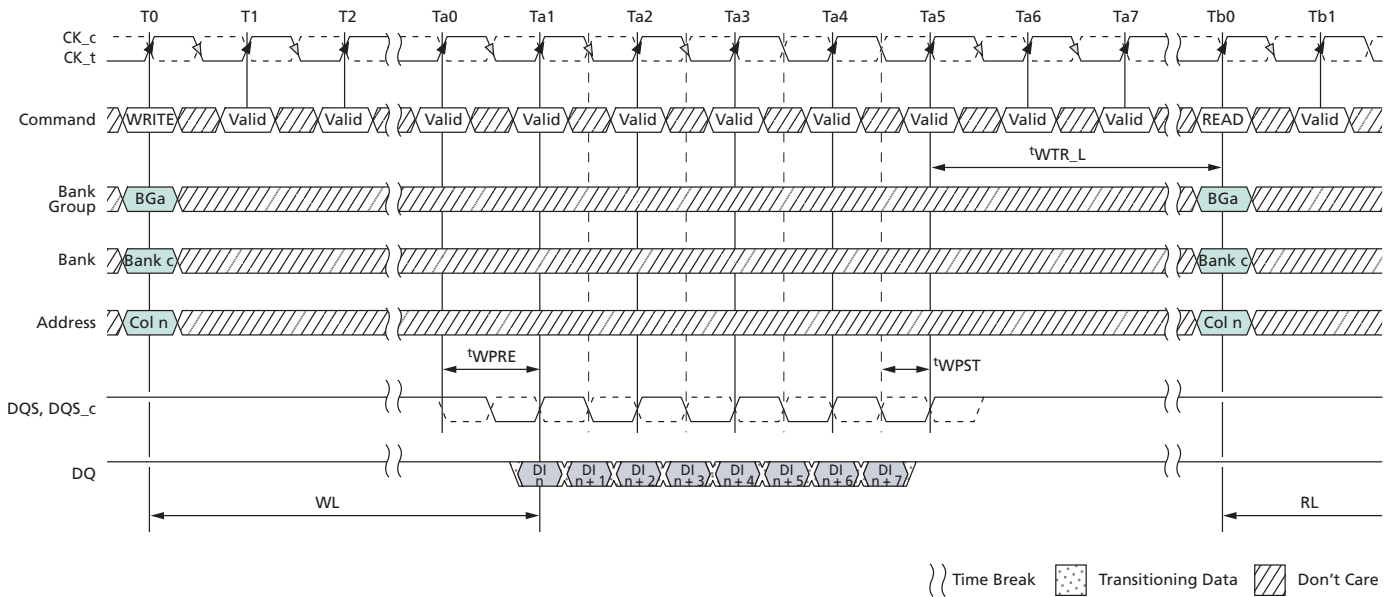 T0 T1 T2 Ta0 Ta1 Ta2 Ta3 Ta4 Ta5 Ta6 Ta7 Tb0 Tb1
CK_c
CK_t
Command WRITE Valid Valid Valid Valid Valid Valid Valid Valid Valid Valid READ Valid
tWTR_L
Bank Group BGa BGa
Bank Bank c Bank c
Address Col n Col n
tWPRE tWPST
DQS, DQS_c
DQ DI n DI n + 1 DI n + 2 DI n + 3 DI n + 4 DI n + 5 DI n + 6 DI n + 7
WL RL
Time Break Transitioning Data Don't Care